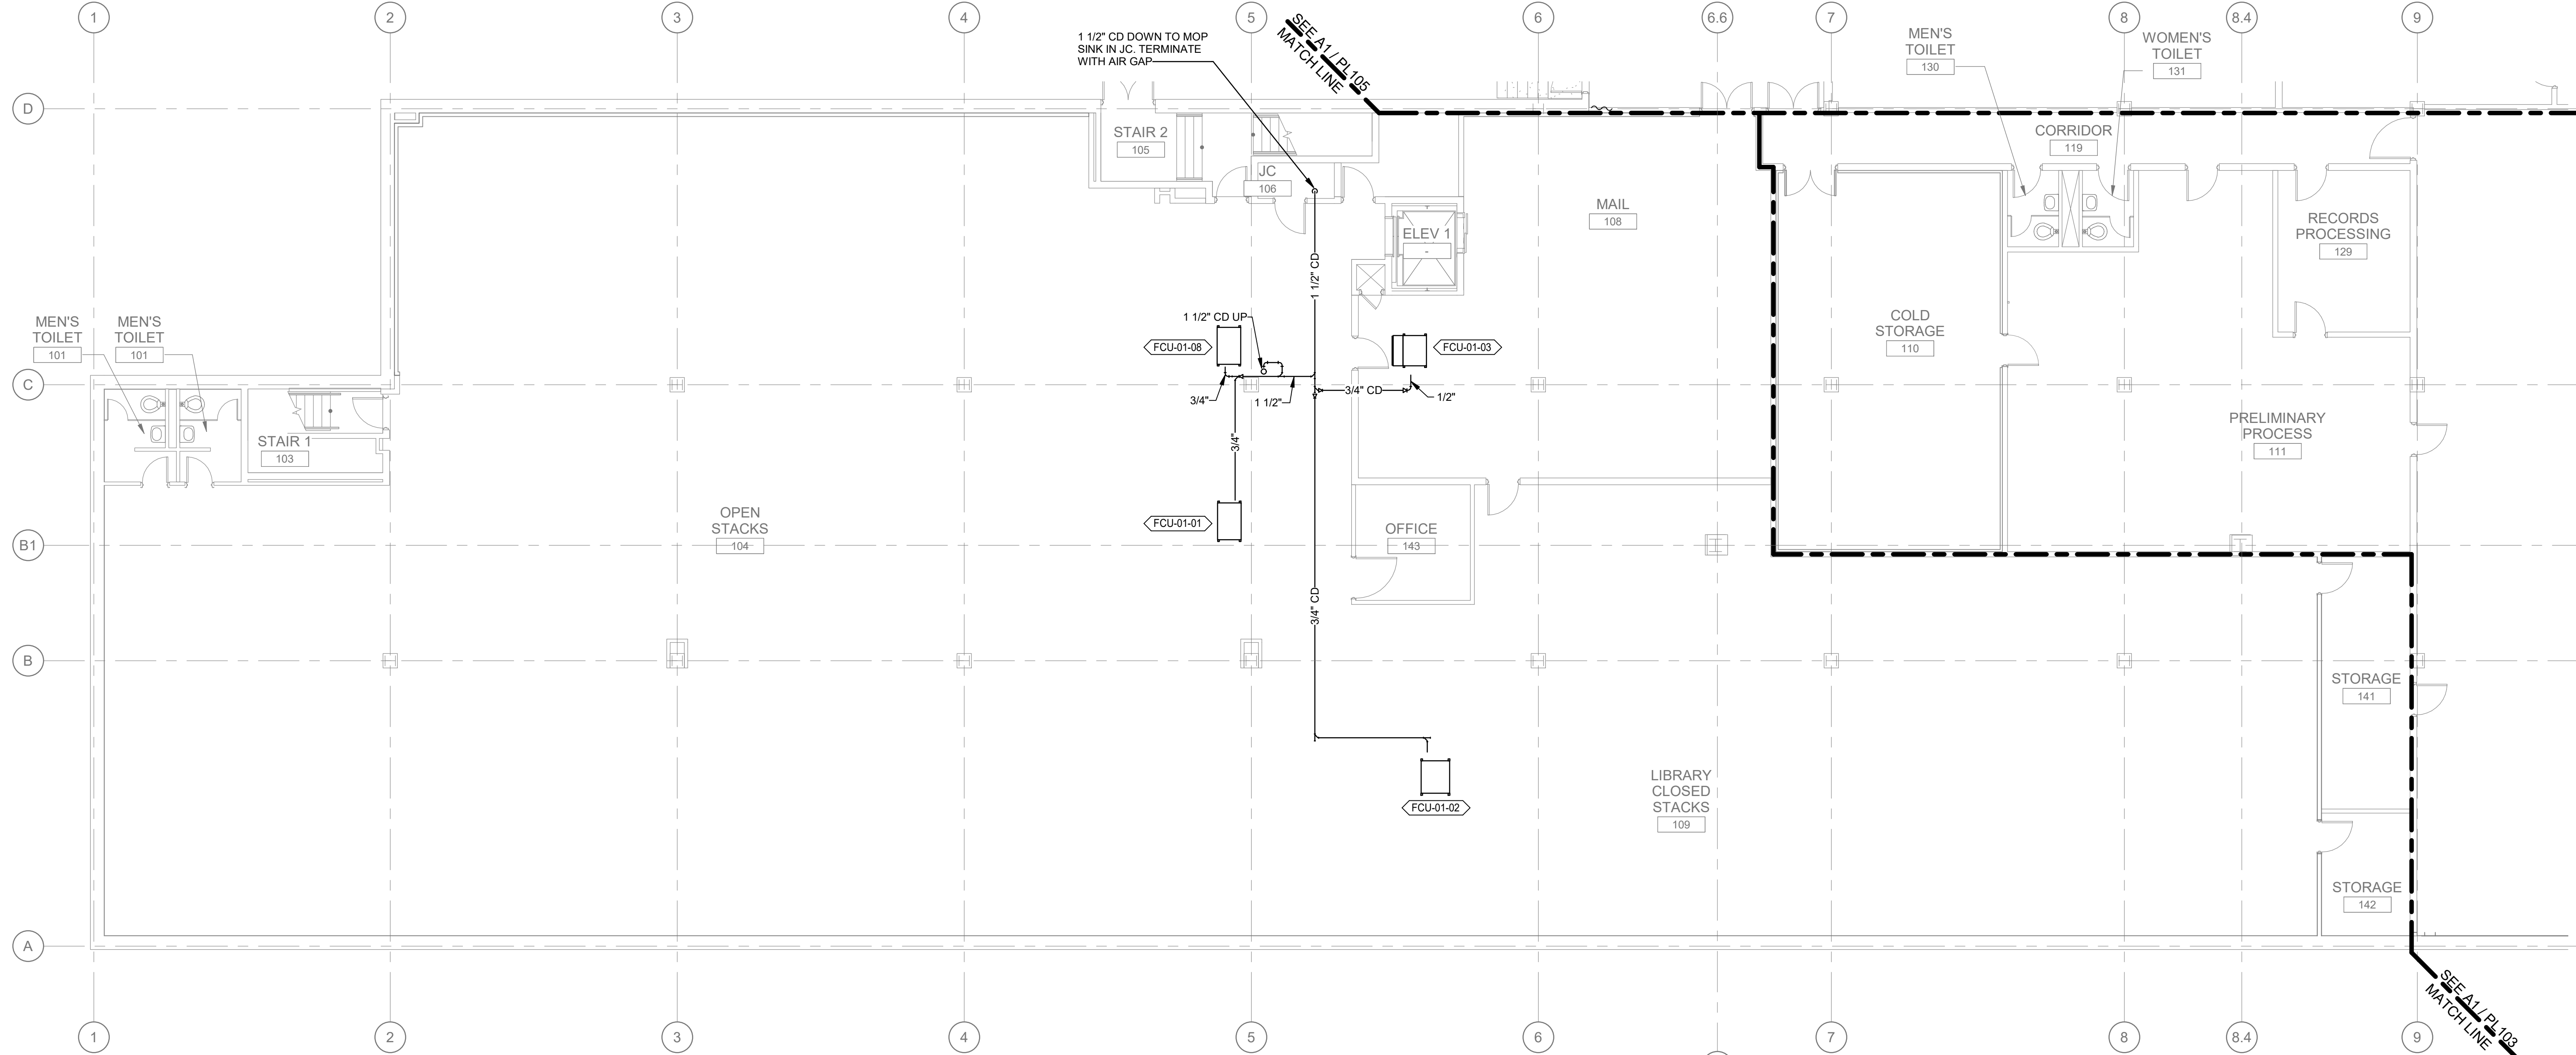 1
2
3
4
5
6
6.6
7
8
8.4
9
SEE A1 / PL105
MATCH LINE
1 1/2" CD DOWN TO MOP
SINK IN JC. TERMINATE
WITH AIR GAP
MEN'S
TOILET
130
WOMEN'S
TOILET
131
D
STAIR 2
105
CORRIDOR
119
JC
106
MAIL
108
RECORDS
PROCESSING
129
ELEV 1
-
1 1/2" CD
MEN'S
TOILET
101
MEN'S
TOILET
101
1 1/2" CD UP
FCU-01-08
FCU-01-03
COLD
STORAGE
110
C
3/4"
1 1/2"
3/4" CD
1/2"
STAIR 1
103
3/4"
PRELIMINARY
PROCESS
111
OPEN
STACKS
104
FCU-01-01
OFFICE
143
B1
3/4" CD
B
STORAGE
141
FCU-01-02
LIBRARY
CLOSED
STACKS
109
STORAGE
142
A
SEE A1 / PL103
MATCH LINE
1
2
3
4
5
6
7
8
8.4
9